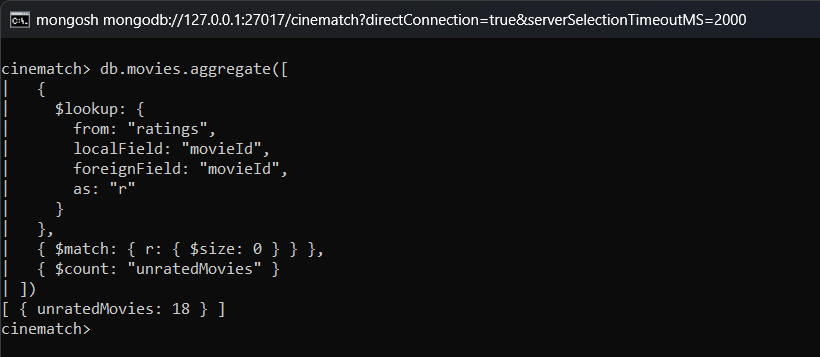 mongosh mongodb://127.0.0.1:27017/cinematch?directConnection=true&serverSelectionTimeoutMS=2000
cinematch> db.movies.aggregate([
|   {
|     $lookup: {
|       from: "ratings",
|       localField: "movieId",
|       foreignField: "movieId",
|       as: "r"
|     }
|   },
|   { $match: { r: { $size: 0 } } },
|   { $count: "unratedMovies" }
| ])
[ { unratedMovies: 18 } ]
cinematch>